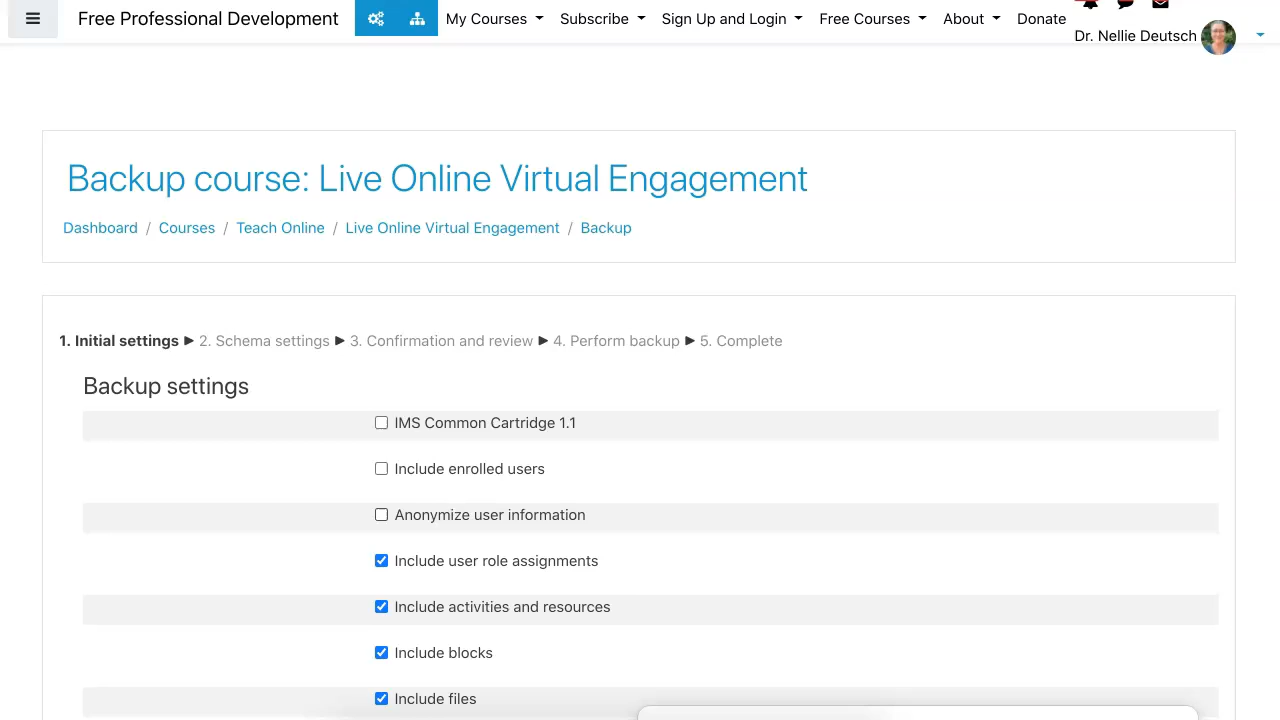 Free Professional Development My Courses Subscribe Sign Up and Login Free Courses About Donate
Dr. Nellie Deutsch
Backup course: Live Online Virtual Engagement
Dashboard / Courses / Teach Online / Live Online Virtual Engagement / Backup
1. Initial settings ► 2. Schema settings ► 3. Confirmation and review ► 4. Perform backup ► 5. Complete
Backup settings
IMS Common Cartridge 1.1
Include enrolled users
Anonymize user information
Include user role assignments
Include activities and resources
Include blocks
Include files